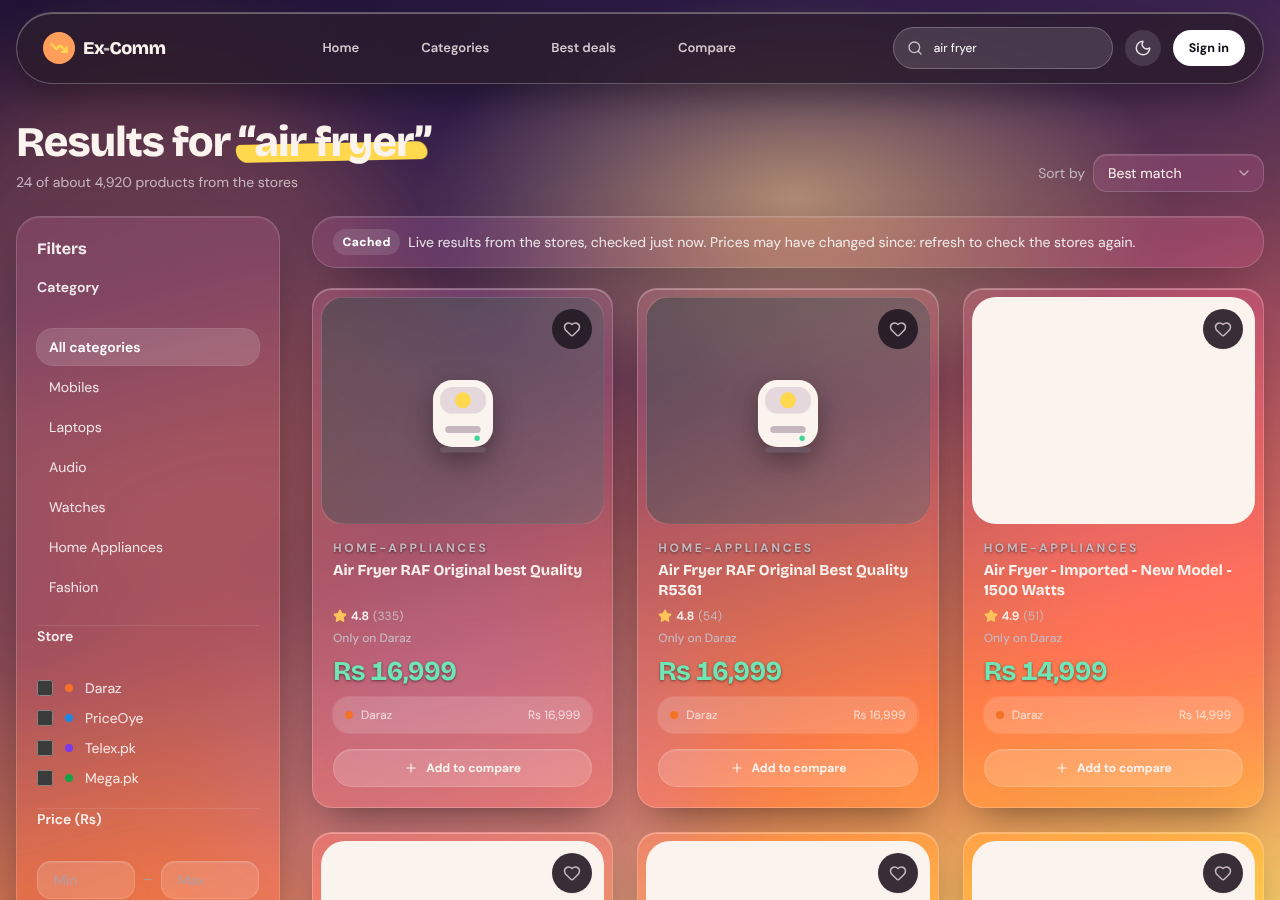 Ex-Comm
Home
Categories
Best deals
Compare
air fryer
Sign in
Results for “air fryer”
24 of about 4,920 products from the stores
Sort by
Best match
Filters
Category
All categories
Mobiles
Laptops
Audio
Watches
Home Appliances
Fashion
Store
Daraz
PriceOye
Telex.pk
Mega.pk
Price (Rs)
Min
–
Max
Cached
Live results from the stores, checked just now. Prices may have changed since: refresh to check the stores again.
HOME-APPLIANCES
Air Fryer RAF Original best Quality
4.8 (335)
Only on Daraz
Rs 16,999
Daraz
Rs 16,999
+ Add to compare
HOME-APPLIANCES
Air Fryer RAF Original Best Quality
R5361
4.8 (54)
Only on Daraz
Rs 16,999
Daraz
Rs 16,999
+ Add to compare
HOME-APPLIANCES
Air Fryer - Imported - New Model -
1500 Watts
4.9 (51)
Only on Daraz
Rs 14,999
Daraz
Rs 14,999
+ Add to compare